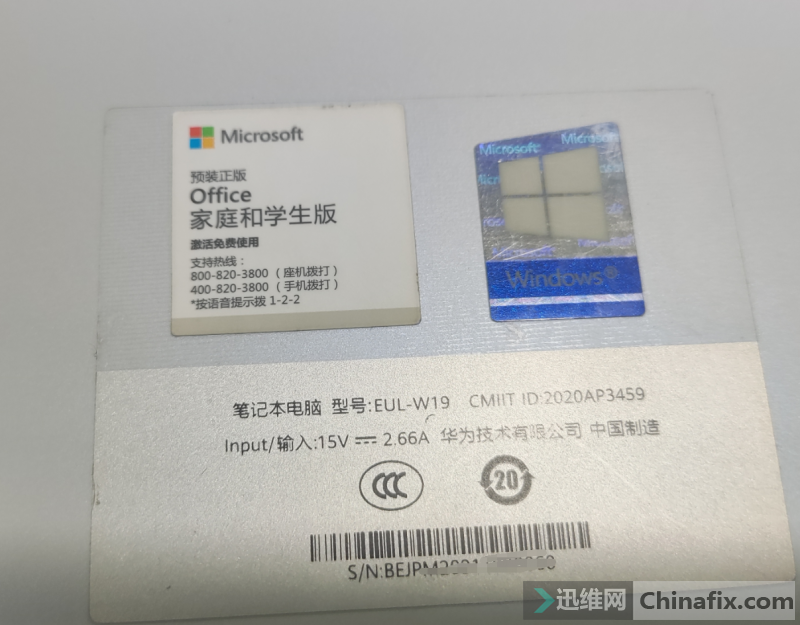 Microsoft
预装正版
Office
家庭和学生版
激活免费使用
支持热线：
800-820-3800（座机拨打）
400-820-3800（手机拨打）
*按语音提示拨 1-2-2
Microsoft Microsoft
Windows®
笔记本电脑 型号:EUL-W19 CMIIT ID:2020AP3459
Input/输入:15V 2.66A 华为技术有限公司 中国制造
CCC
20
S/N:BEJPM2
迅维网 Chinafix.com